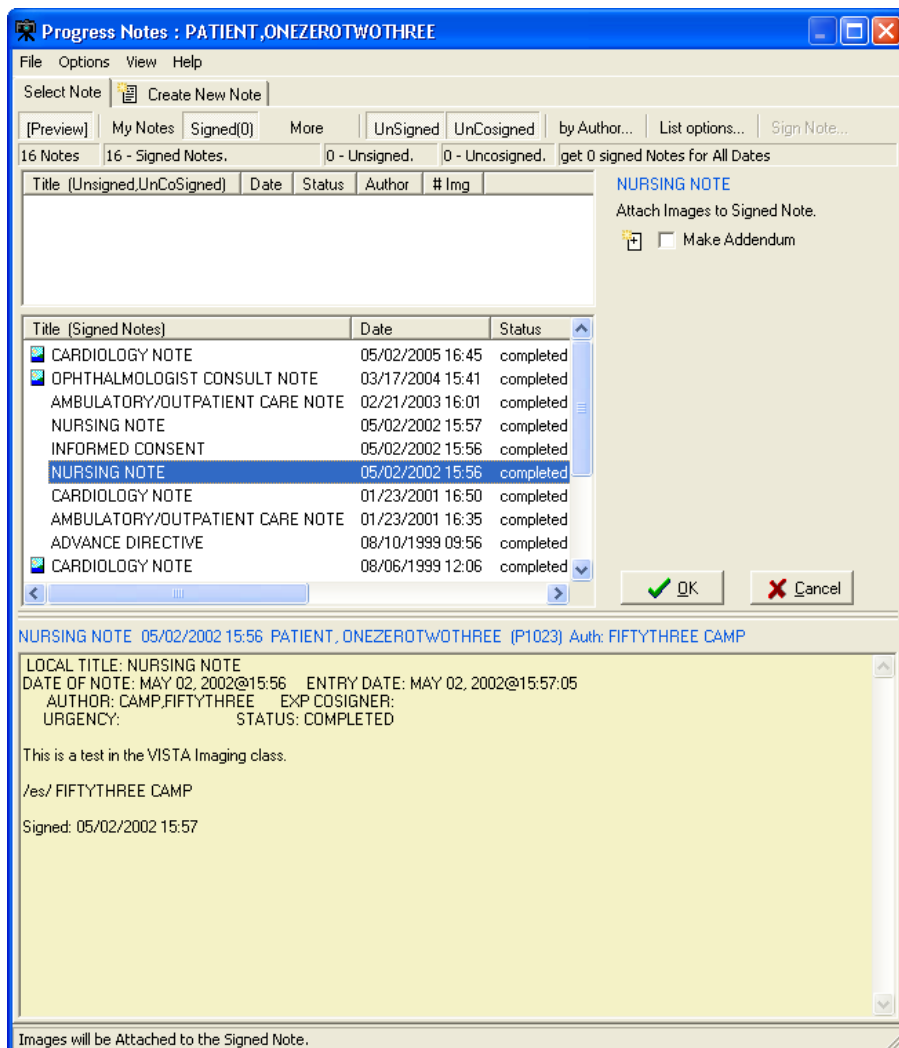 Progress Notes : PATIENT,ONEZEROTWOTHREE
File Options View Help
Select Note Create New Note
[Preview] My Notes Signed(0) More UnSigned UnCosigned by Author... List options... Sign Note...
16 Notes 16 - Signed Notes. 0 - Unsigned. 0 - Uncosigned. get 0 signed Notes for All Dates
Title (Unsigned,UnCoSigned) Date Status Author # Img
NURSING NOTE
Attach Images to Signed Note.
Make Addendum
Title (Signed Notes) Date Status
CARDIOLOGY NOTE 05/02/2005 16:45 completed
OPHTHALMOLOGIST CONSULT NOTE 03/17/2004 15:41 completed
AMBULATORY/OUTPATIENT CARE NOTE 02/21/2003 16:01 completed
NURSING NOTE 05/02/2002 15:57 completed
INFORMED CONSENT 05/02/2002 15:56 completed
NURSING NOTE 05/02/2002 15:56 completed
CARDIOLOGY NOTE 01/23/2001 16:50 completed
AMBULATORY/OUTPATIENT CARE NOTE 01/23/2001 16:35 completed
ADVANCE DIRECTIVE 08/10/1999 09:56 completed
CARDIOLOGY NOTE 08/06/1999 12:06 completed
OK Cancel
NURSING NOTE 05/02/2002 15:56 PATIENT, ONEZEROTWOTHREE (P1023) Auth: FIFTYTHREE CAMP
LOCAL TITLE: NURSING NOTE
DATE OF NOTE: MAY 02, 2002@15:56 ENTRY DATE: MAY 02, 2002@15:57:05
AUTHOR: CAMP,FIFTYTHREE EXP COSIGNER:
URGENCY: STATUS: COMPLETED
This is a test in the VISTA Imaging class.
/es/ FIFTYTHREE CAMP
Signed: 05/02/2002 15:57
Images will be Attached to the Signed Note.